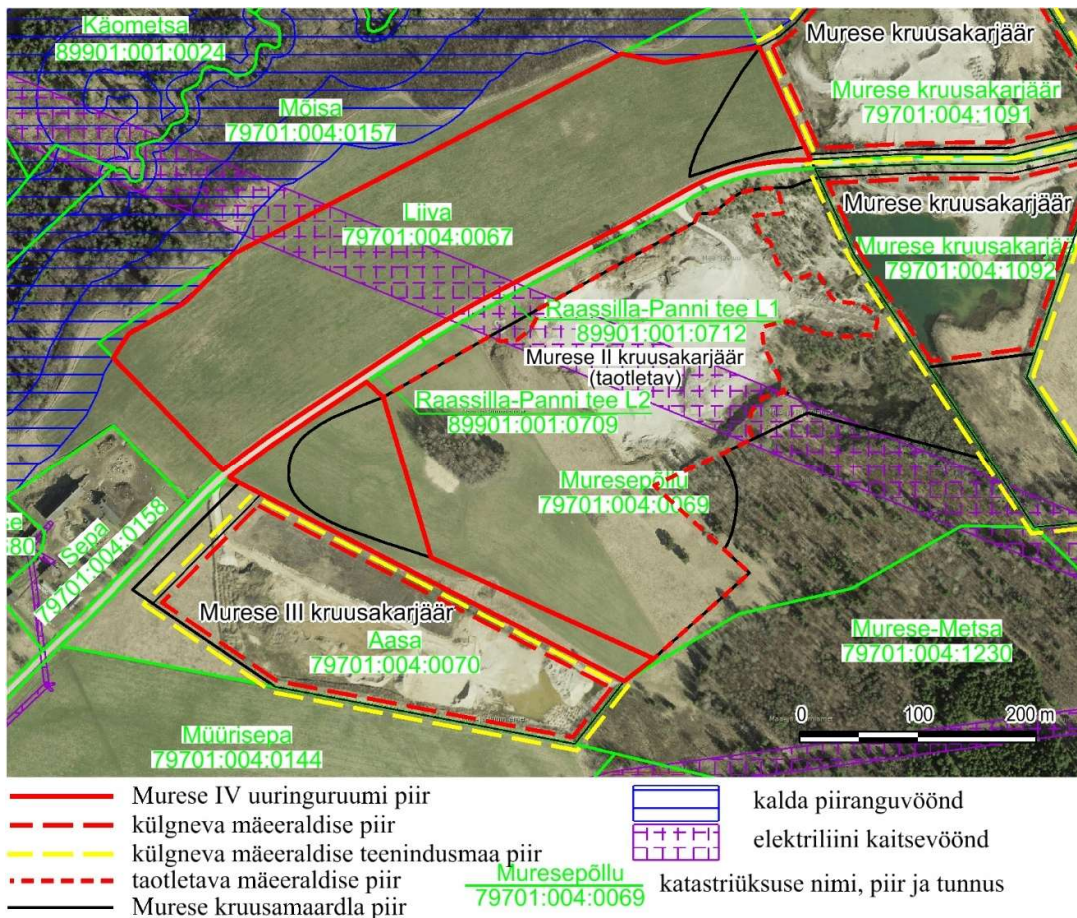 Käometsa
89901:001:0024
Murese kruusakarjäär
Murese kruusakarjäär
79701:004:1091
Mõisa
79701:004:0157
Murese kruusakarjäär
Liiva
79701:004:0067
Murese kruusakarjäär
79701:004:1092
Raassilla-Panni tee L1
89901:001:0712
Murese II kruusakarjäär
(taotletav)
Raassilla-Panni tee L2
89901:001:0709
Muresepõllu
79701:004:0069
Sepa
79701:004:0158
se
680
Murese III kruusakarjäär
Aasa
79701:004:0070
Murese-Metsa
79701:004:1230
Müürisepa
79701:004:0144
0 100 200 m
Murese IV uuringuruumi piir
külgneva mäeeraldise piir
külgneva mäeeraldise teenindusmaa piir
taotletava mäeeraldise piir
Murese kruusamaardla piir
kalda piiranguvöönd
elektriliini kaitsevöönd
Muresepõllu
79701:004:0069
katastriüksuse nimi, piir ja tunnus